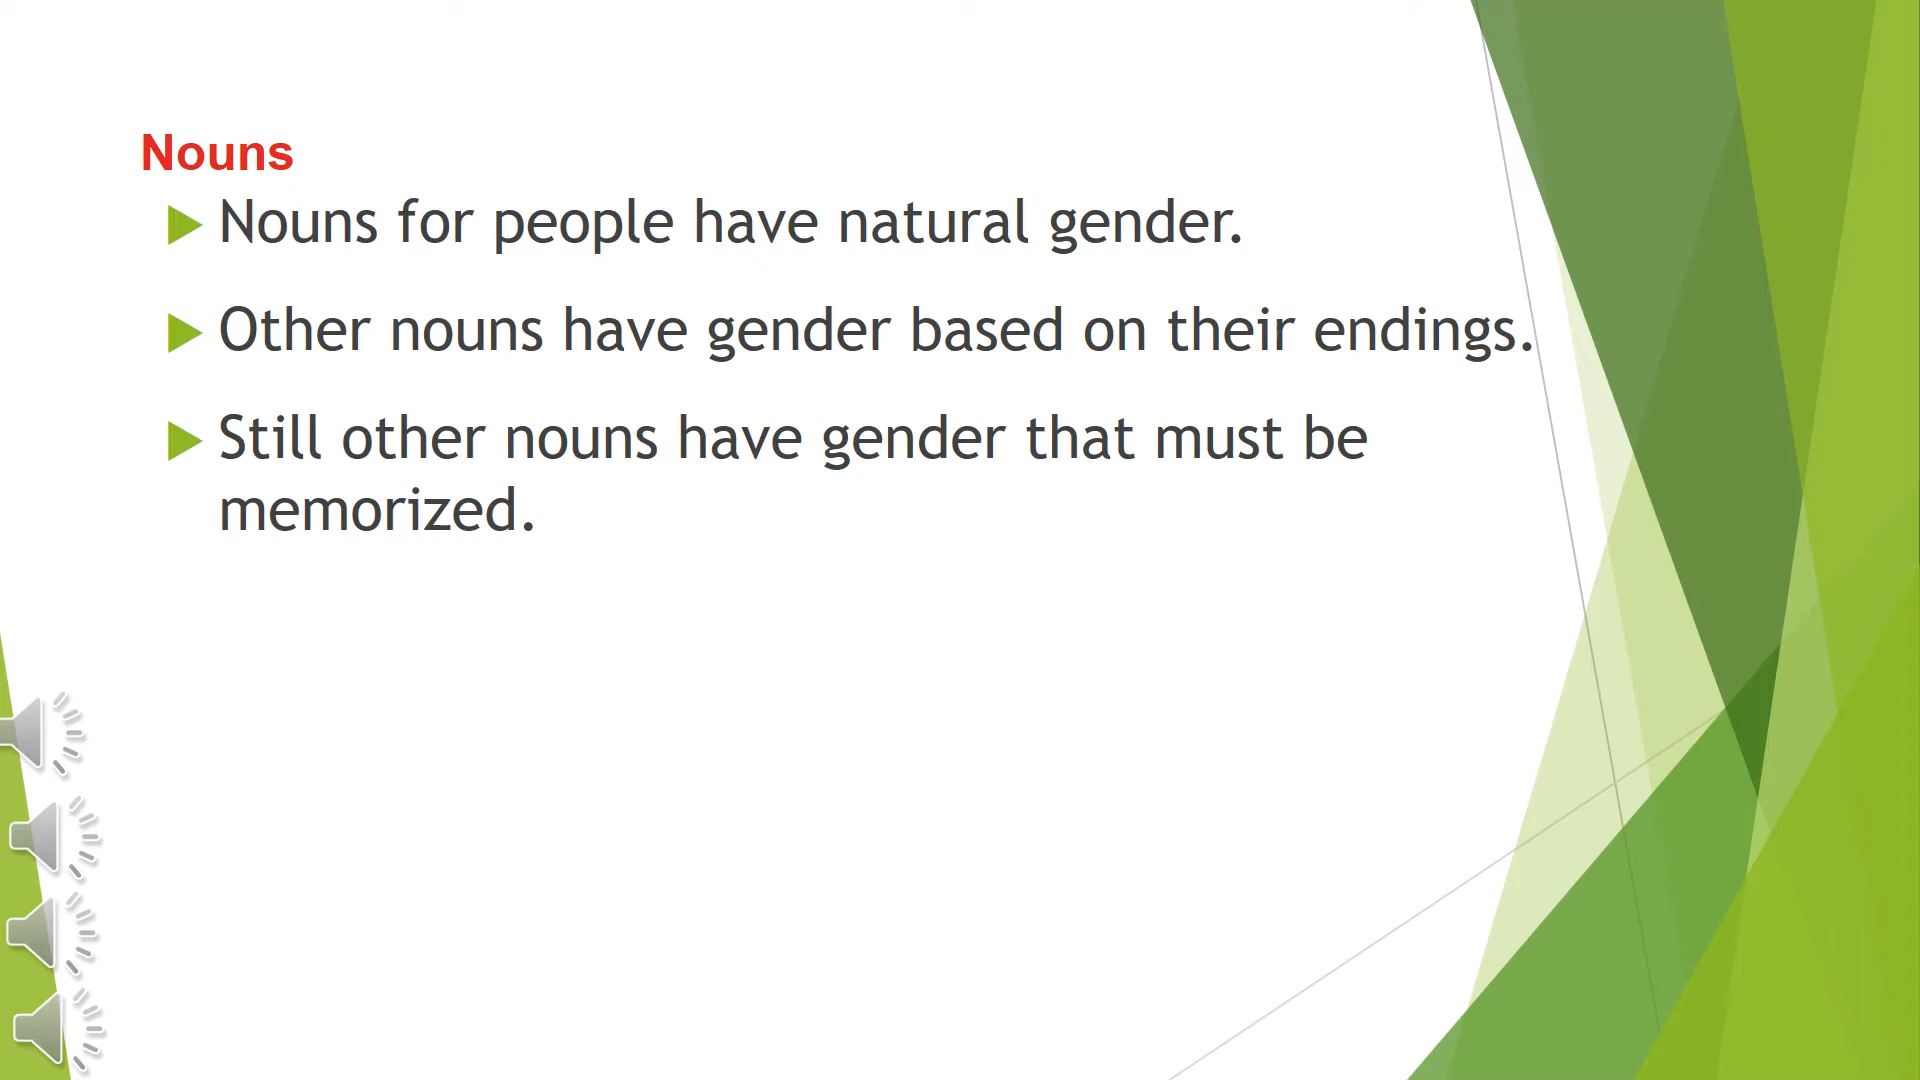 Nouns
Nouns for people have natural gender.
Other nouns have gender based on their endings.
Still other nouns have gender that must be
memorized.